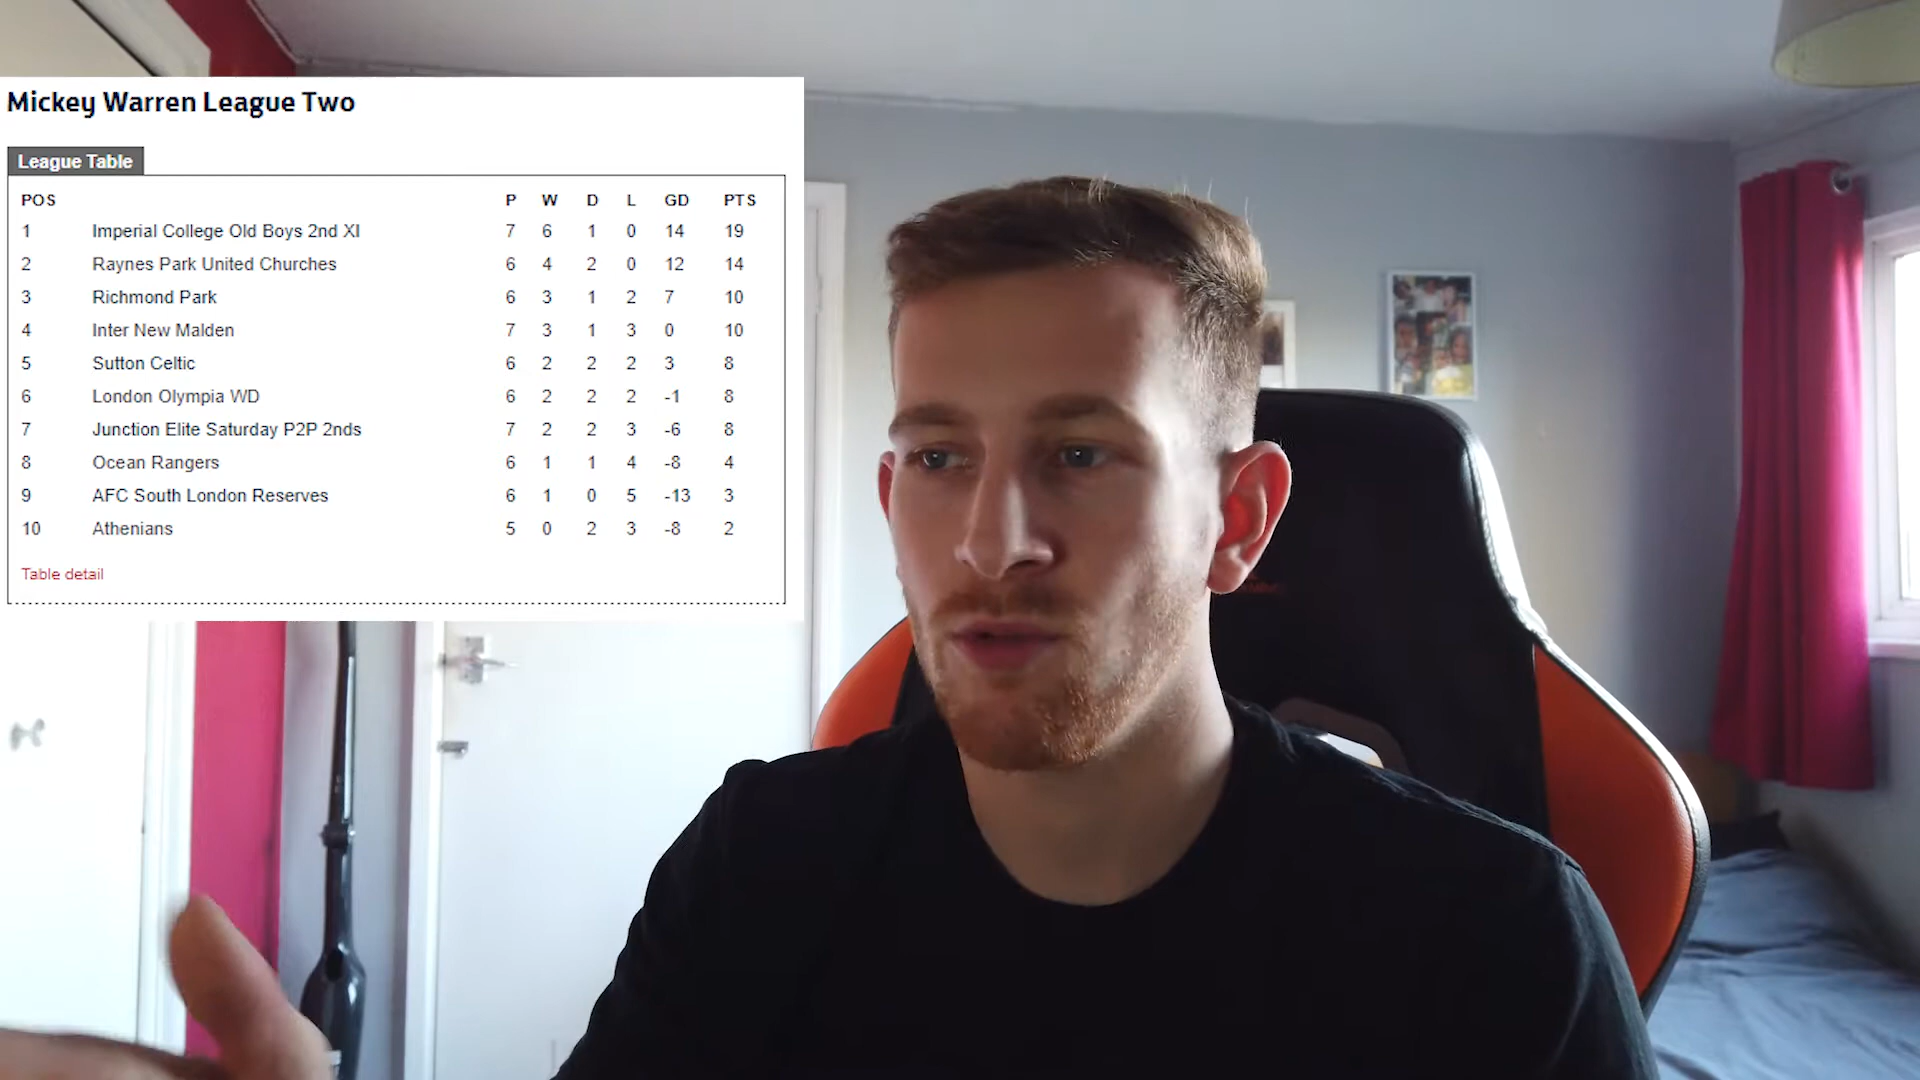 Mickey Warren League Two
League Table
POS P W D L GD PTS
1 Imperial College Old Boys 2nd XI 7 6 1 0 14 19
2 Raynes Park United Churches 6 4 2 0 12 14
3 Richmond Park 6 3 1 2 7 10
4 Inter New Malden 7 3 1 3 0 10
5 Sutton Celtic 6 2 2 2 3 8
6 London Olympia WD 6 2 2 2 -1 8
7 Junction Elite Saturday P2P 2nds 7 2 2 3 -6 8
8 Ocean Rangers 6 1 1 4 -8 4
9 AFC South London Reserves 6 1 0 5 -13 3
10 Athenians 5 0 2 3 -8 2
Table detail